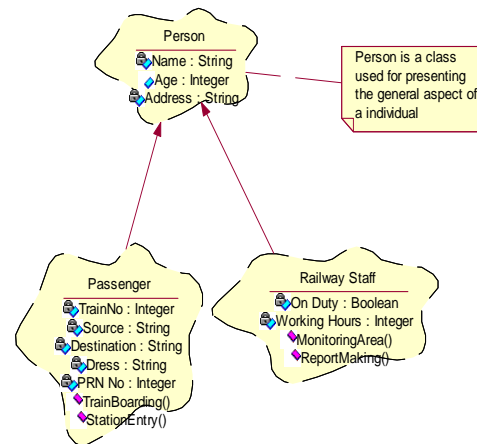 Person
Name : String
Age : Integer
Address : String
Person is a class
used for presenting
the general aspect of
a individual
Passenger
TrainNo : Integer
Source : String
Destination : String
Dress : String
PRN No : Integer
TrainBoarding()
StationEntry()
Railway Staff
On Duty : Boolean
Working Hours : Integer
MonitoringArea()
ReportMaking()